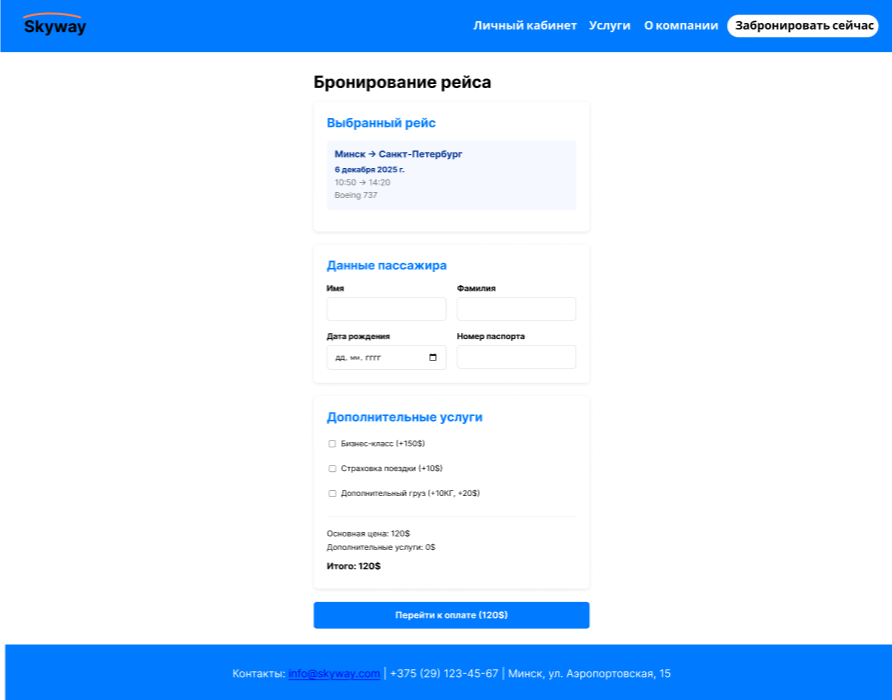 Skyway
Личный кабинет Услуги О компании Забронировать сейчас
Бронирование рейса
Выбранный рейс
Минск → Санкт-Петербург
6 декабря 2025 г.
10:50 → 14:20
Boeing 737
Данные пассажира
Имя Фамилия
Дата рождения Номер паспорта
дд. мм. гггг
Дополнительные услуги
Бизнес-класс (+150$)
Страховка поездки (+10$)
Дополнительный груз (+10КГ, +20$)
Основная цена: 120$
Дополнительные услуги: 0$
Итого: 120$
Перейти к оплате (120$)
Контакты: info@skyway.com | +375 (29) 123-45-67 | Минск, ул. Аэропортовская, 15